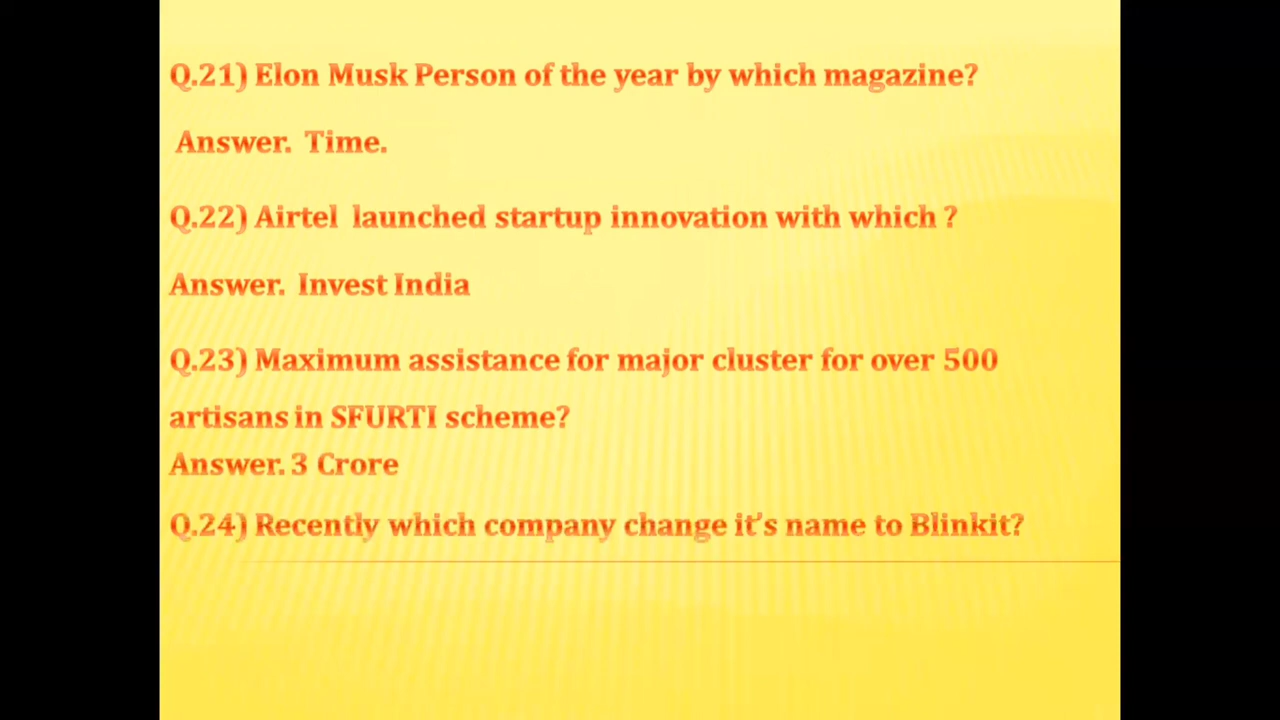 Q.21) Elon Musk Person of the year by which magazine?
Answer. Time.
Q.22) Airtel launched startup innovation with which ?
Answer. Invest India
Q.23) Maximum assistance for major cluster for over 500
artisans in SFURTI scheme?
Answer. 3 Crore
Q.24) Recently which company change it's name to Blinkit?